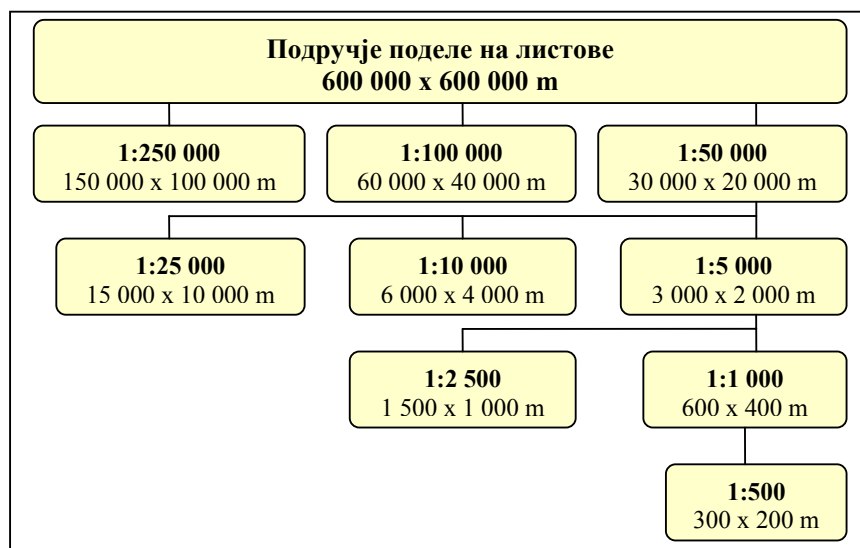 Подручје поделе на листове
600 000 x 600 000 m
1:250 000
150 000 x 100 000 m
1:100 000
60 000 x 40 000 m
1:50 000
30 000 x 20 000 m
1:25 000
15 000 x 10 000 m
1:10 000
6 000 x 4 000 m
1:5 000
3 000 x 2 000 m
1:2 500
1 500 x 1 000 m
1:1 000
600 x 400 m
1:500
300 x 200 m